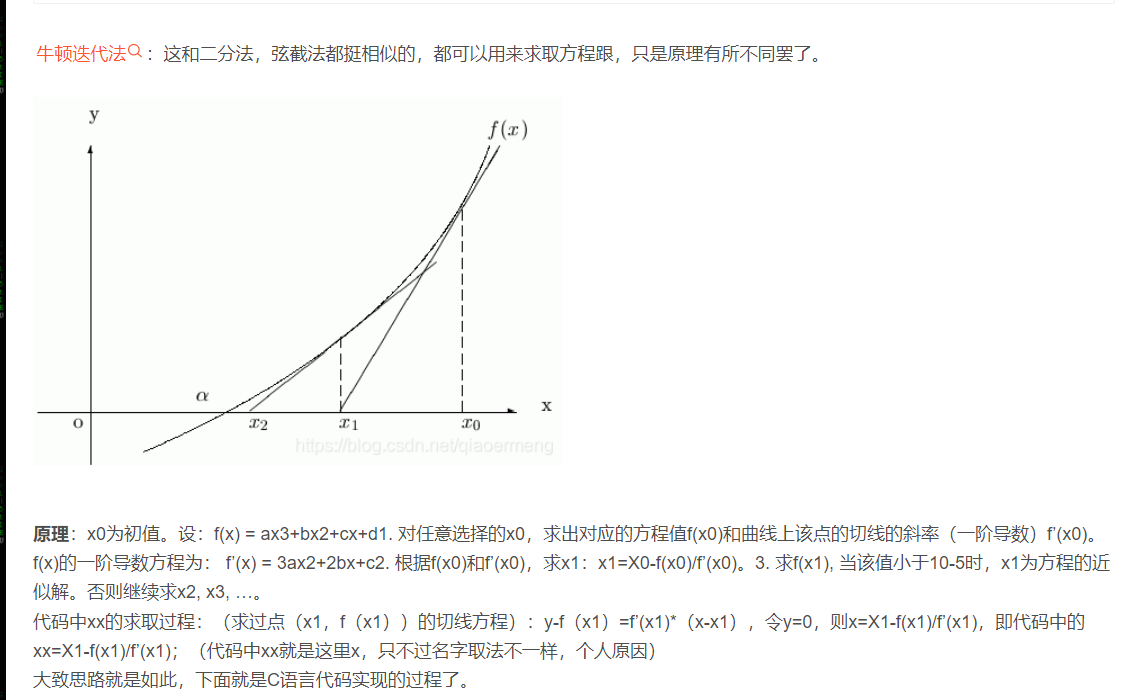 牛顿迭代法：这和二分法，弦截法都挺相似的，都可以用来求取方程跟，只是原理有所不同罢了。
y
f(x)
α
x
o
x2
x1
x0
https://blog.csdn.net/qiaoermeng
原理：x0为初值。设：f(x) = ax3+bx2+cx+d1. 对任意选择的x0，求出对应的方程值f(x0)和曲线上该点的切线的斜率（一阶导数）f’(x0)。
f(x)的一阶导数方程为： f’(x) = 3ax2+2bx+c2. 根据f(x0)和f’(x0)，求x1：x1=X0-f(x0)/f’(x0)。3. 求f(x1), 当该值小于10-5时，x1为方程的近
似解。否则继续求x2, x3, …。
代码中xx的求取过程：（求过点（x1，f（x1））的切线方程）：y-f（x1）=f’(x1)*（x-x1），令y=0，则x=X1-f(x1)/f’(x1)，即代码中的
xx=X1-f(x1)/f’(x1)；（代码中xx就是这里x，只不过名字取法不一样，个人原因）
大致思路就是如此，下面就是C语言代码实现的过程了。